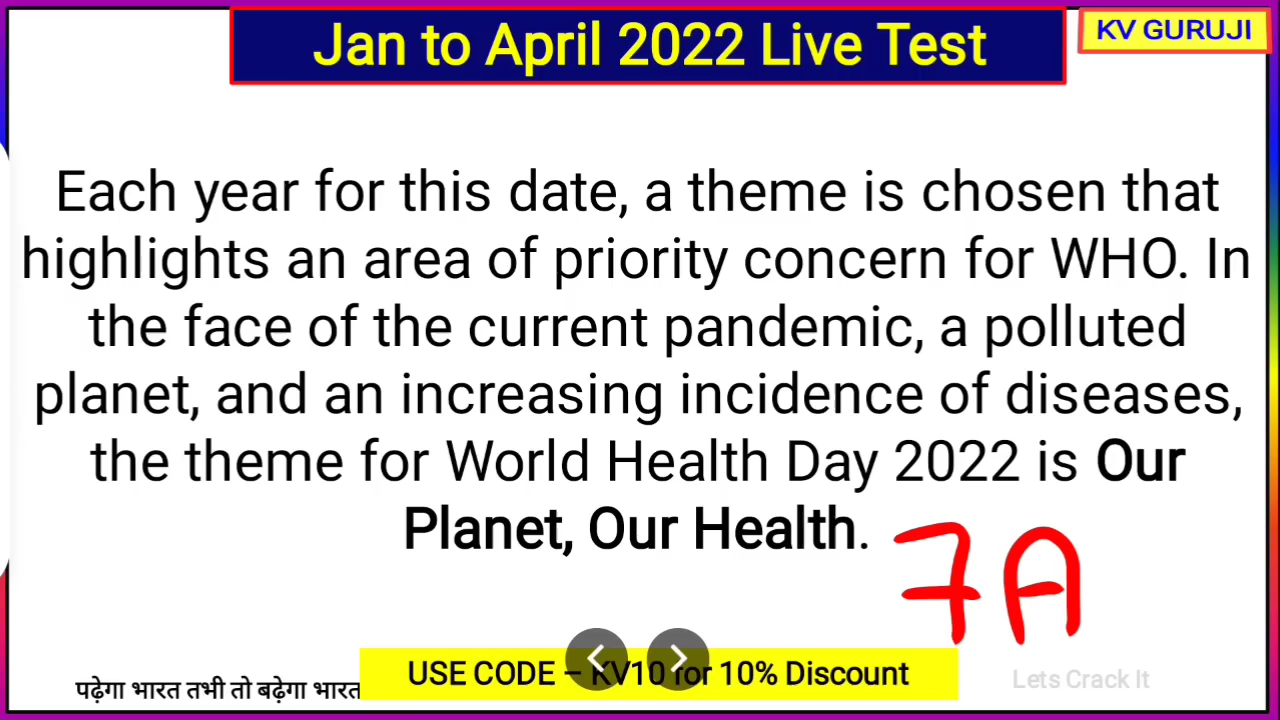 Jan to April 2022 Live Test
KV GURUJI
Each year for this date, a theme is chosen that
highlights an area of priority concern for WHO. In
the face of the current pandemic, a polluted
planet, and an increasing incidence of diseases,
the theme for World Health Day 2022 is Our
Planet, Our Health.
7A
USE CODE – KV10 for 10% Discount
पढ़ेगा भारत तभी तो बढ़ेगा भारत
Lets Crack It